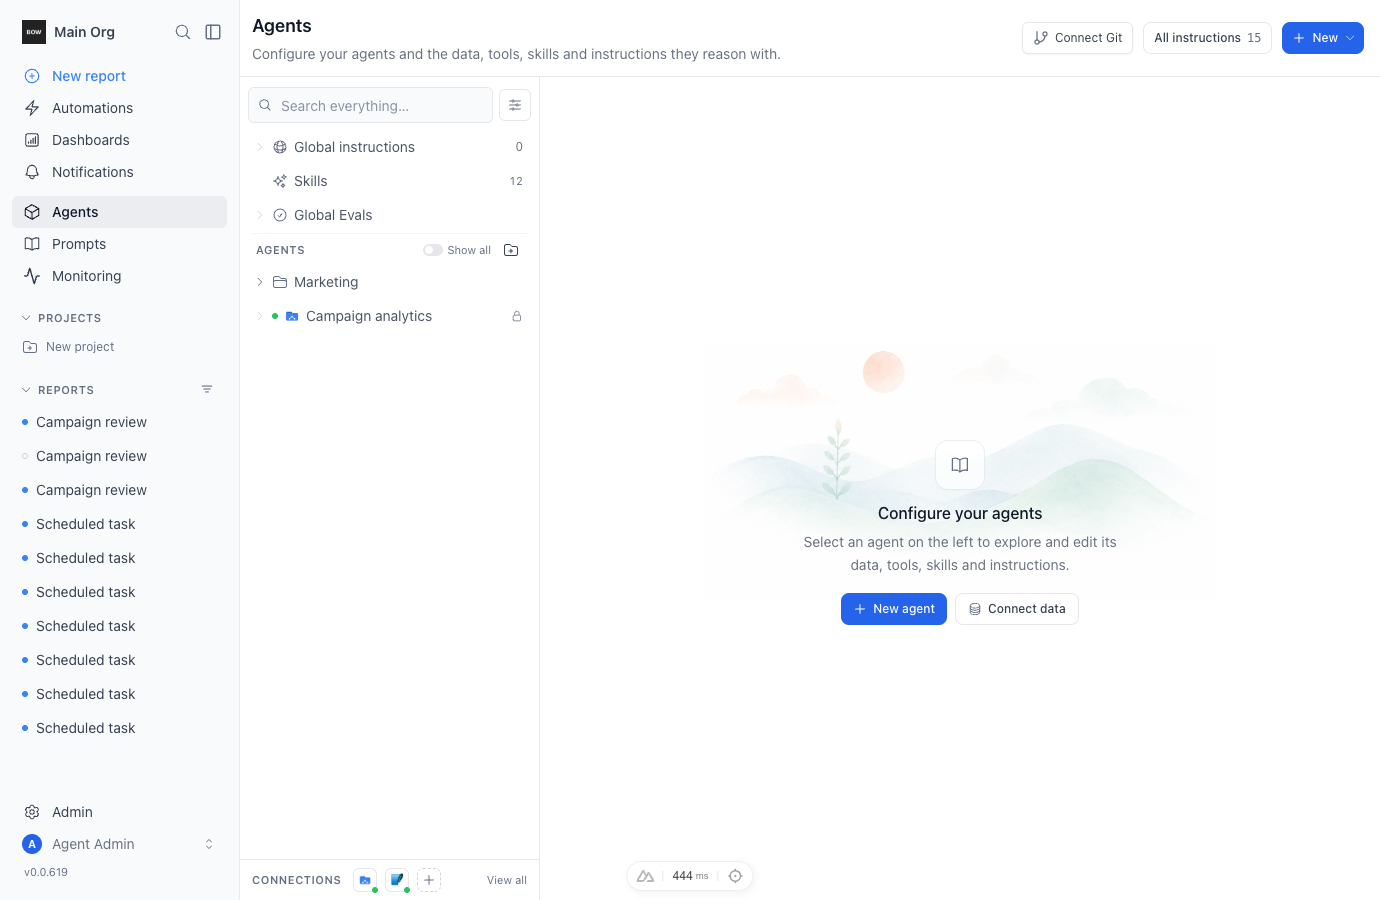 BOW
Main Org
New report
Automations
Dashboards
Notifications
Agents
Prompts
Monitoring
PROJECTS
New project
REPORTS
Campaign review
Campaign review
Campaign review
Scheduled task
Scheduled task
Scheduled task
Scheduled task
Scheduled task
Scheduled task
Scheduled task
Admin
A
Agent Admin
v0.0.619
Agents
Configure your agents and the data, tools, skills and instructions they reason with.
Connect Git
All instructions 15
New
Search everything...
Global instructions 0
Skills 12
Global Evals
AGENTS
Show all
Marketing
Campaign analytics
CONNECTIONS
View all
Configure your agents
Select an agent on the left to explore and edit its
data, tools, skills and instructions.
New agent
Connect data
444 ms